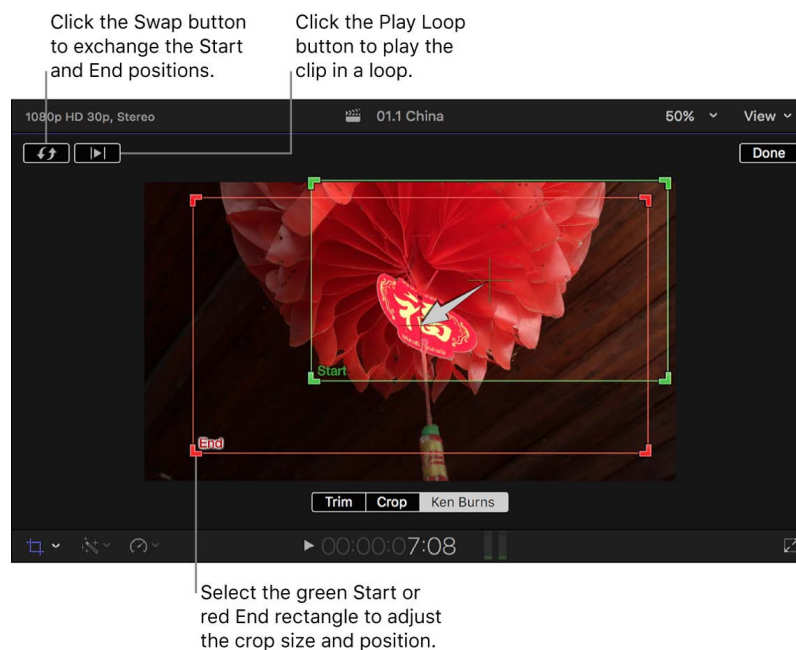 Click the Swap button
to exchange the Start
and End positions.
Click the Play Loop
button to play the
clip in a loop.
1080p HD 30p, Stereo
01.1 China
50%
View
Done
Start
End
Trim
Crop
Ken Burns
00:00:07:08
Select the green Start or
red End rectangle to adjust
the crop size and position.